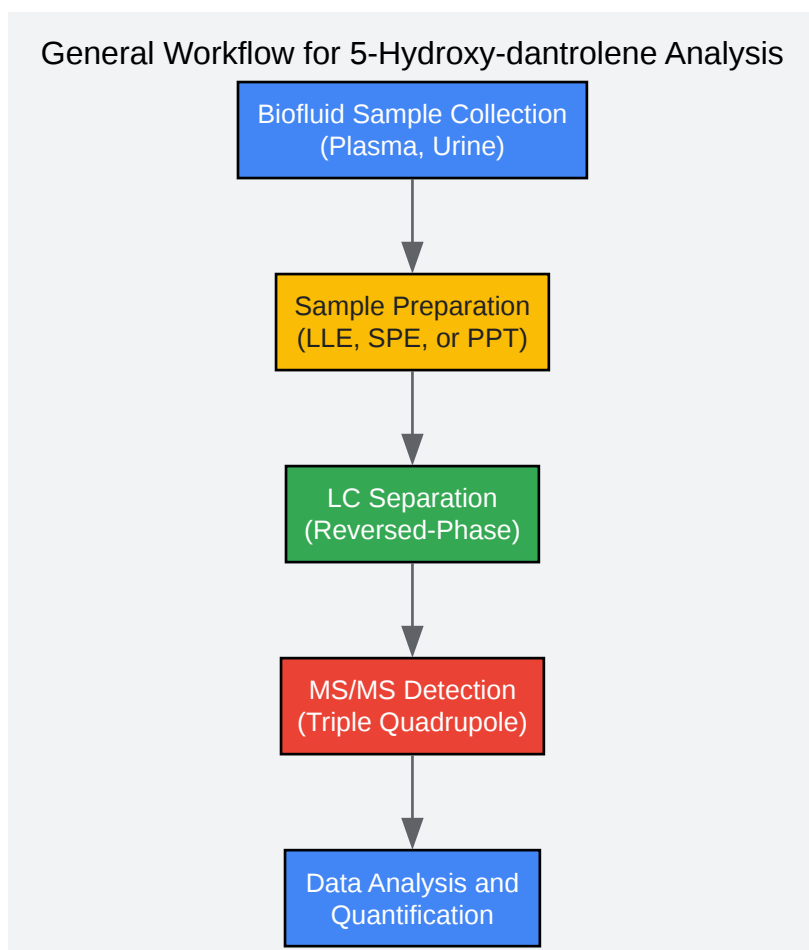 General Workflow for 5-Hydroxy-dantrolene Analysis
Biofluid Sample Collection
(Plasma, Urine)
Sample Preparation
(LLE, SPE, or PPT)
LC Separation
(Reversed-Phase)
MS/MS Detection
(Triple Quadrupole)
Data Analysis and
Quantification